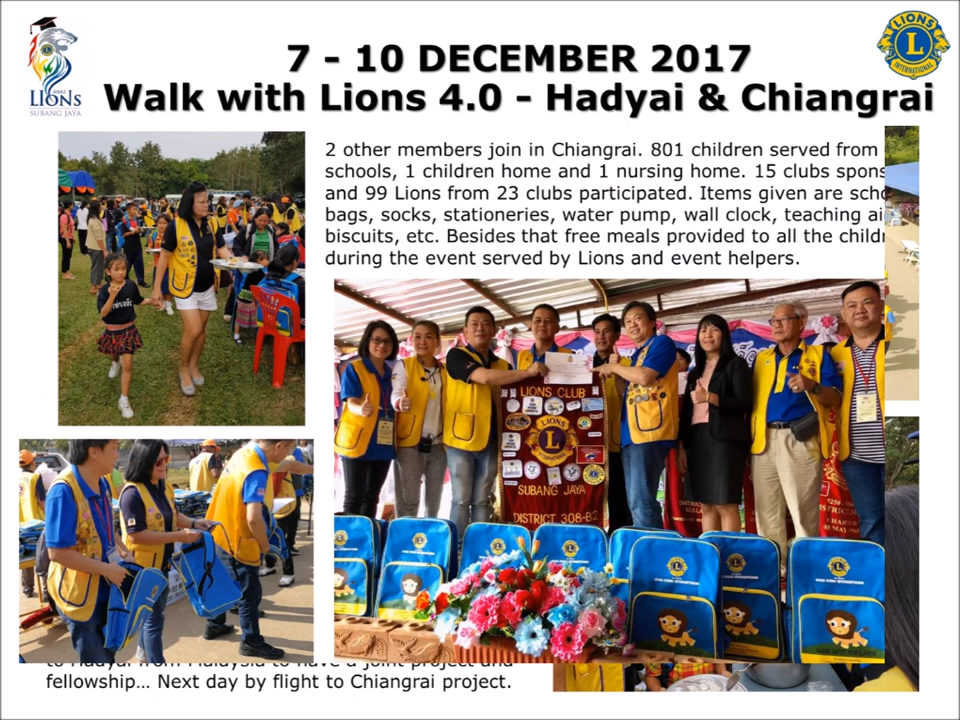 LIONS
SUBANG JAYA
LIONS
L
INTERNATIONAL
7 - 10 DECEMBER 2017
Walk with Lions 4.0 - Hadyai & Chiangrai
2 other members join in Chiangrai. 801 children served from
schools, 1 children home and 1 nursing home. 15 clubs spons
and 99 Lions from 23 clubs participated. Items given are scho
bags, socks, stationeries, water pump, wall clock, teaching ai
biscuits, etc. Besides that free meals provided to all the childr
during the event served by Lions and event helpers.
LIONS CLUB
LIONS
L
INTERNATIONAL
SUBANG JAYA
DISTRICT 308-B2
to Hadyai from Malaysia to have a joint project and
fellowship... Next day by flight to Chiangrai project.